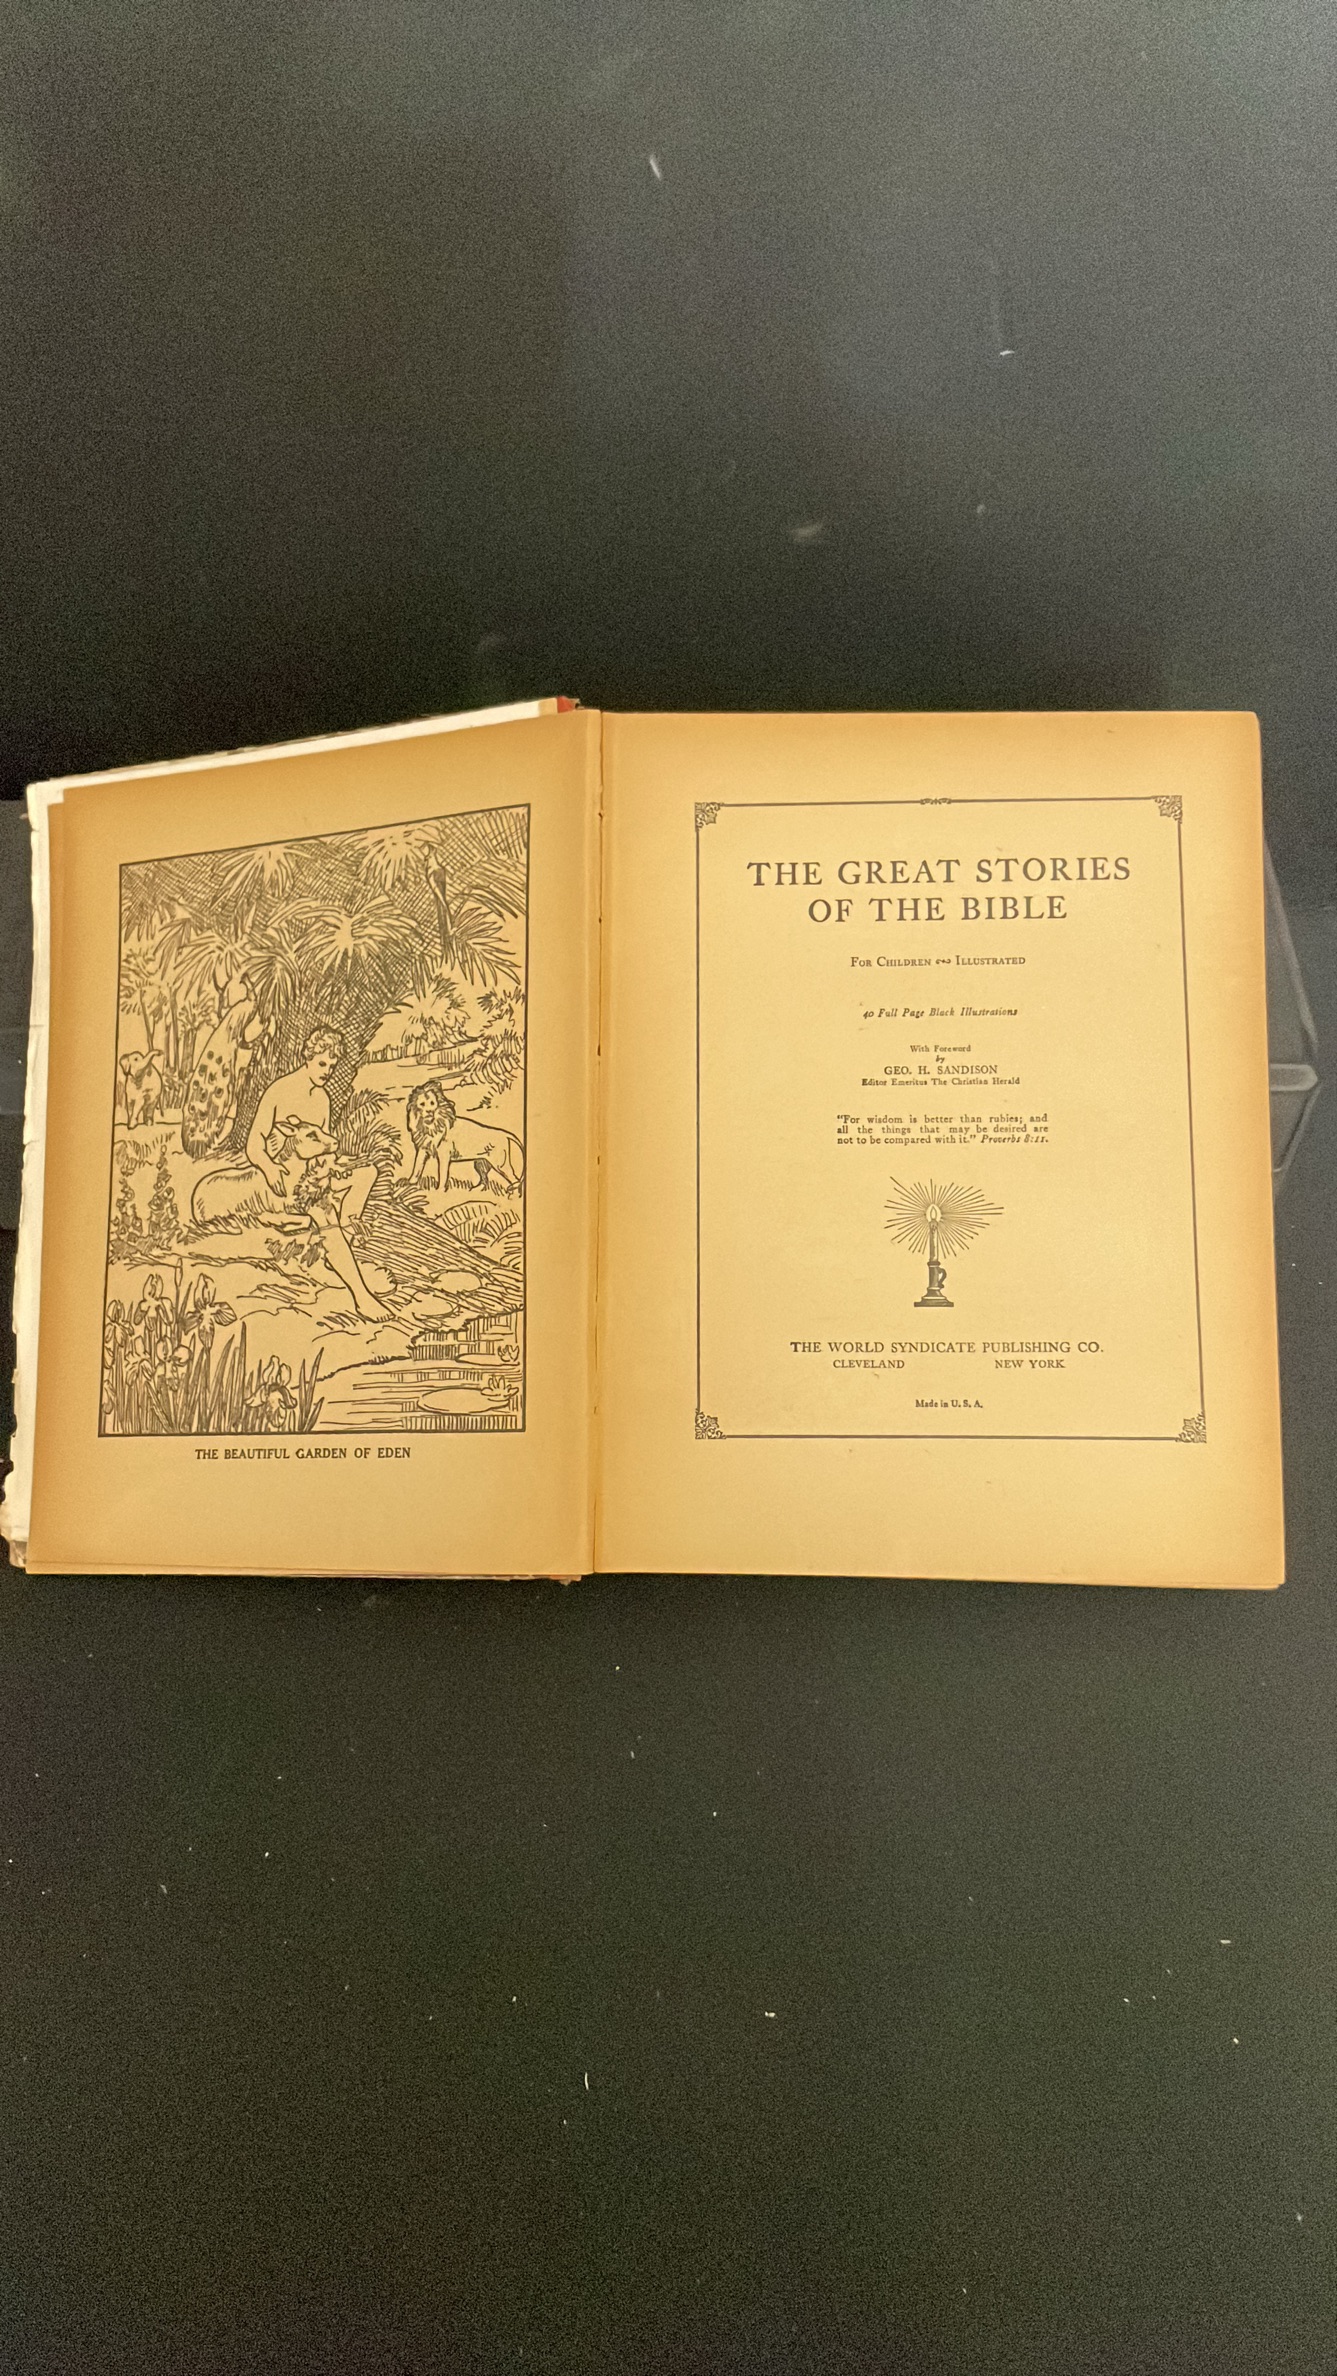 THE BEAUTIFUL GARDEN OF EDEN
THE GREAT STORIES
OF THE BIBLE
FOR CHILDREN ILLUSTRATED
40 Full Page Black Illustrations
With Foreword
by
GEO. H. SANDISON
Editor Emeritus The Christian Herald
"For wisdom is better than rubies; and
all the things that may be desired are
not to be compared with it." Proverbs 8:11.
THE WORLD SYNDICATE PUBLISHING CO.
CLEVELAND NEW YORK
Made in U. S. A.